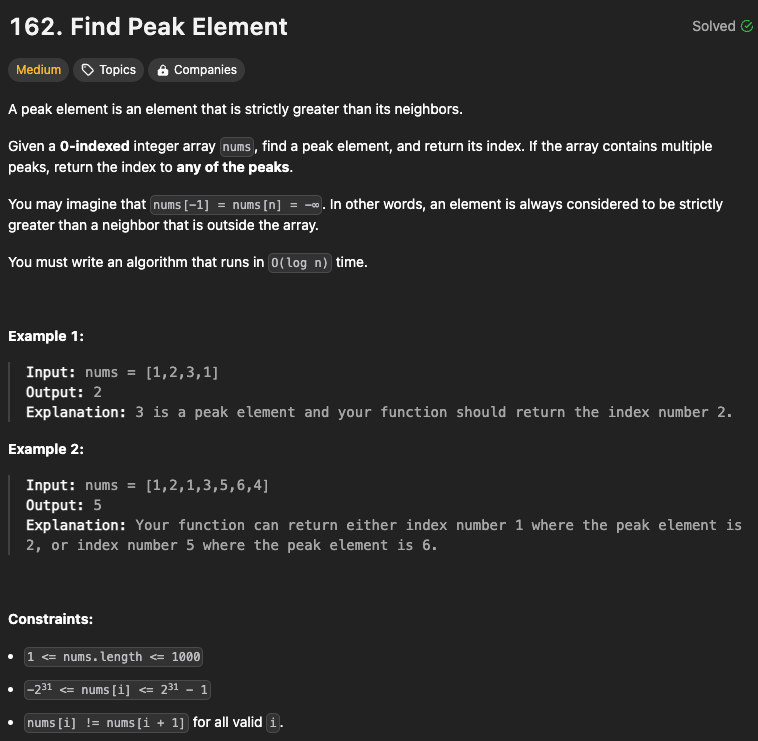 162. Find Peak Element
Solved
Medium
Topics
Companies
A peak element is an element that is strictly greater than its neighbors.
Given a 0-indexed integer array nums, find a peak element, and return its index. If the array contains multiple
peaks, return the index to any of the peaks.
You may imagine that nums[-1] = nums[n] = -∞. In other words, an element is always considered to be strictly
greater than a neighbor that is outside the array.
You must write an algorithm that runs in O(log n) time.
Example 1:
Input: nums = [1,2,3,1]
Output: 2
Explanation: 3 is a peak element and your function should return the index number 2.
Example 2:
Input: nums = [1,2,1,3,5,6,4]
Output: 5
Explanation: Your function can return either index number 1 where the peak element is
2, or index number 5 where the peak element is 6.
Constraints:
• 1 <= nums.length <= 1000
• -2³¹ <= nums[i] <= 2³¹ - 1
• nums[i] != nums[i + 1] for all valid i.